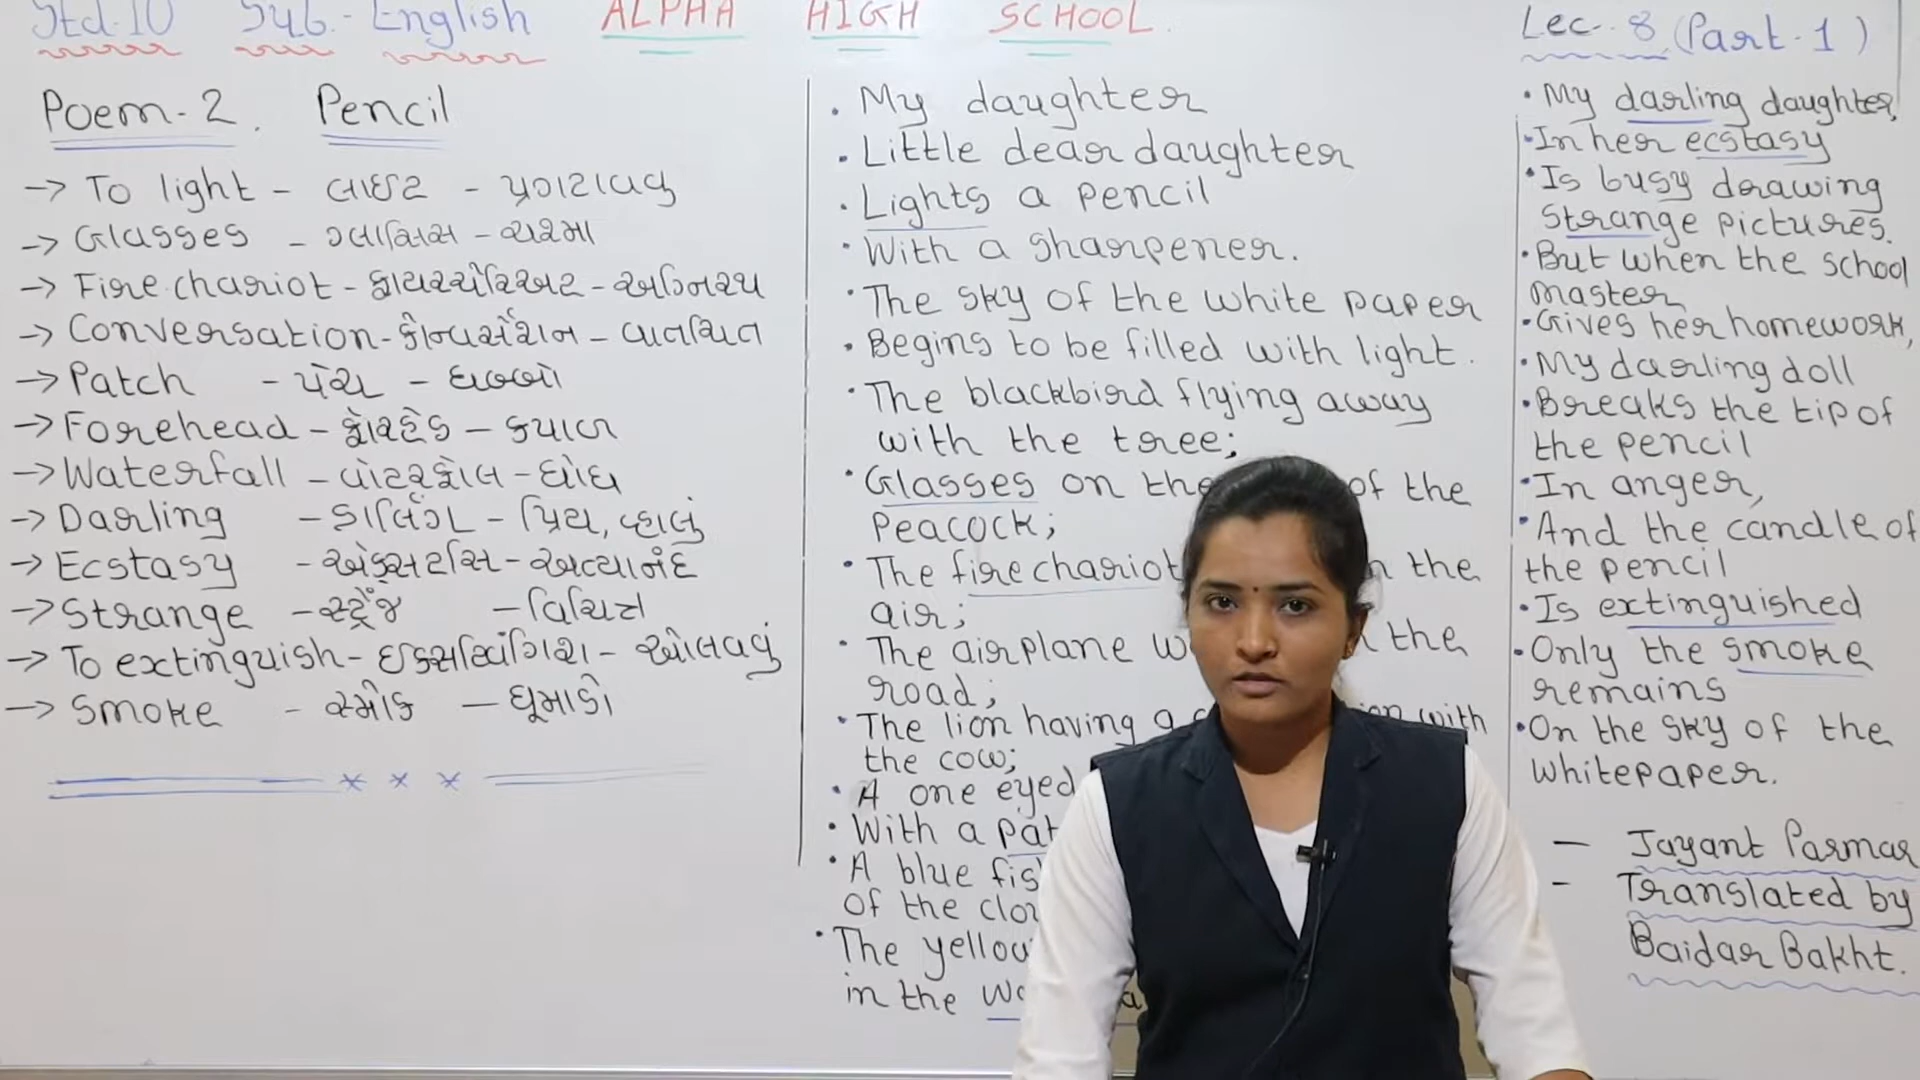 Std.10 Sub.- English ALPHA HIGH SCHOOL. Lec..8 (Part.1)
Poem-2. Pencil
→ To light - લાઈટ - પ્રગટાવવું
→ Glasses - ગ્લાસિસ - ચશ્મા
→ Fire chariot - ફાયરચૅરિઅટ - અગ્નિરથ
→ Conversation - કોન્વર્સેશન - વાતચિત
→ Patch - પૅચ - ધબ્બો
→ Forehead - ફોરહેડ - કપાળ
→ Waterfall - વોટરફોલ - ધોધ
→ Darling - ડાર્લિંગ - પ્રિય, વ્હાલું
→ Ecstasy - એક્સટસિ - અત્યાનંદ
→ Strange - સ્ટ્રેંજ - વિચિત્ર
→ To extinguish - ઇક્સટિંગ્વિશ - ઓલવવું
→ Smoke - સ્મોક - ધૂમાડો
. My daughter
. Little dear daughter
. Lights a pencil
. With a sharpener.
. The sky of the white paper
. Begins to be filled with light.
. The blackbird flying away
with the tree;
. Glasses on the of the
Peacock;
. The fire chariot the
air;
. The airplane the
road;
. The lion having a with
the cow;
. A one eyed
. With a
. A blue
of the
. The
in the
. My darling daughter,
. In her ecstasy
. Is busy drawing
Strange pictures.
. But when the school
master
. Gives her homework,
. My darling doll
. Breaks the tip of
the pencil
. In anger,
. And the candle of
the pencil
. Is extinguished
. Only the smoke
remains
. On the sky of the
whitepaper.
- Jayant Parmar
- Translated by
Baidar Bakht.